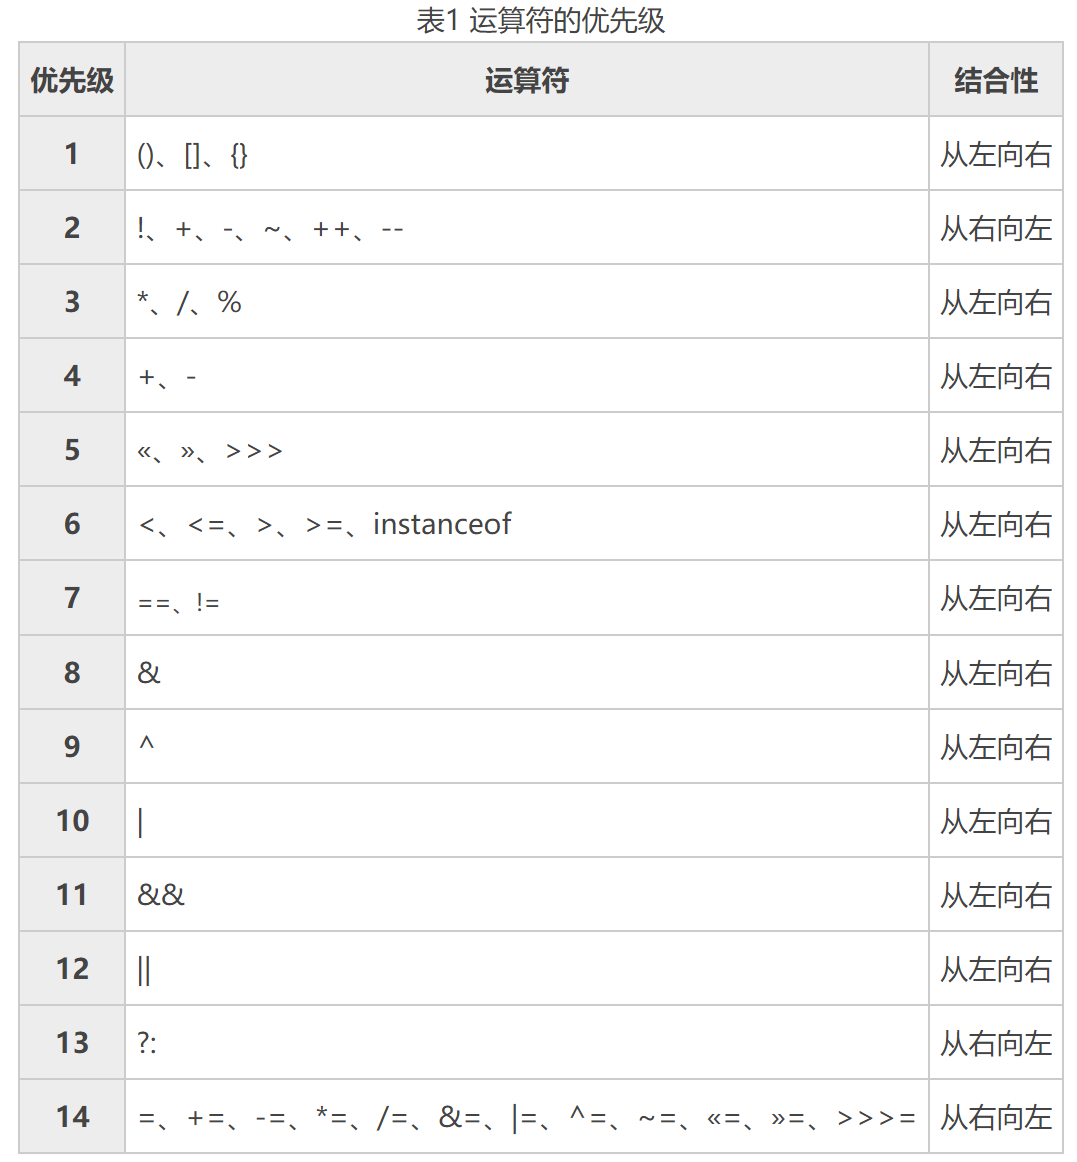 表1 运算符的优先级
优先级 运算符 结合性
1 ()、[]、{} 从左向右
2 !、+、-、~、++、-- 从右向左
3 *、/、% 从左向右
4 +、- 从左向右
5 «、»、>>> 从左向右
6 <、<=、>、>=、instanceof 从左向右
7 ==、!= 从左向右
8 & 从左向右
9 ^ 从左向右
10 | 从左向右
11 && 从左向右
12 || 从左向右
13 ?: 从右向左
14 =、+=、-=、*=、/=、&=、|=、^=、~=、«=、»=、>>>= 从右向左